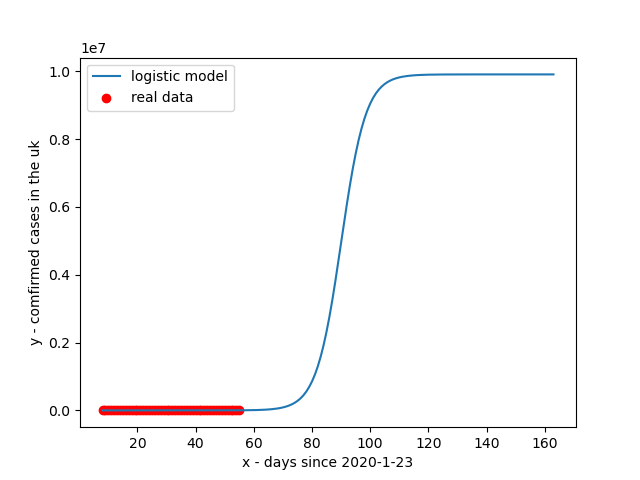 1e7
logistic model
real data
1.0
0.8
0.6
0.4
0.2
0.0
y - comfirmed cases in the uk
20 40 60 80 100 120 140 160
x - days since 2020-1-23